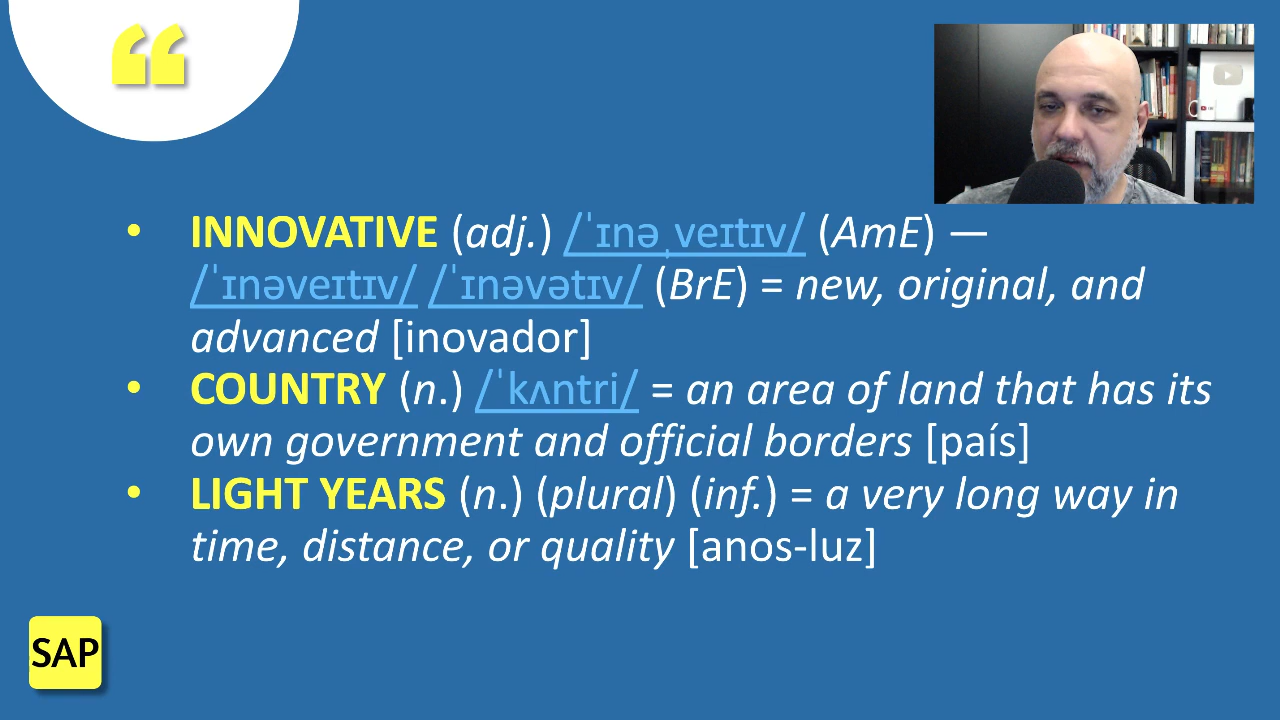 “
INNOVATIVE (adj.) /ˈɪnəˌveɪtɪv/ (AmE) —
/ˈɪnəveɪtɪv/ /ˈɪnəvətɪv/ (BrE) = new, original, and
advanced [inovador]
• COUNTRY (n.) /ˈkʌntri/ = an area of land that has its
own government and official borders [país]
• LIGHT YEARS (n.) (plural) (inf.) = a very long way in
time, distance, or quality [anos-luz]
SAP